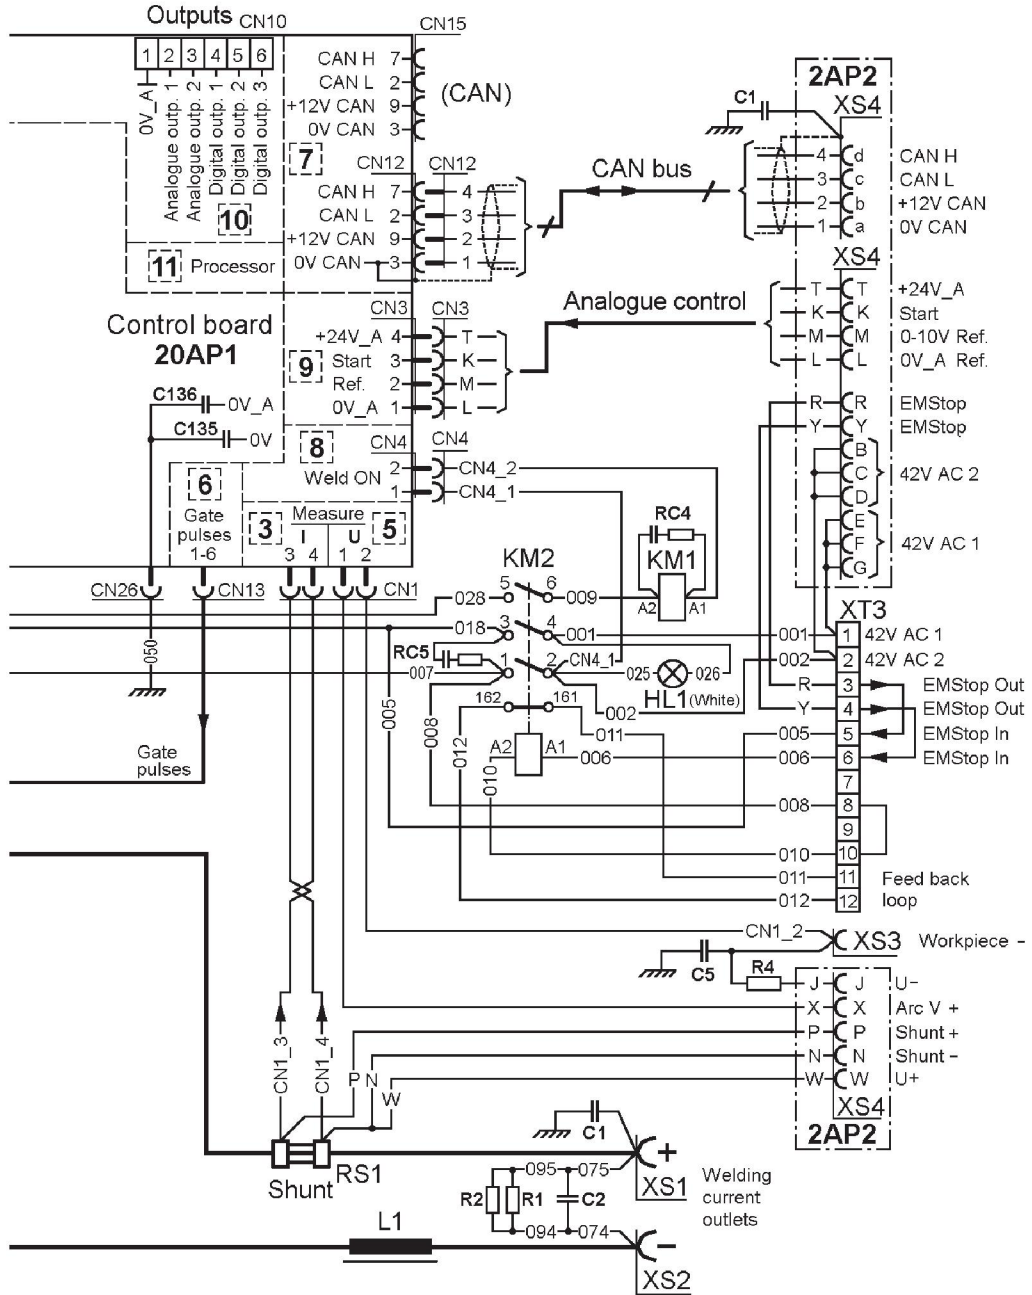 Outputs CN10
CN15
1 2 3 4 5 6
0V_A
Analogue outp. 1
Analogue outp. 2
Digital outp. 1
Digital outp. 2
Digital outp. 3
10
CAN H 7
CAN L 2
+12V CAN 9
0V CAN 3
(CAN)
7
CN12 CN12
CAN H 7 4
CAN L 2 3
+12V CAN 9 2
0V CAN 3 1
CAN bus
11 Processor
Control board
20AP1
CN3 CN3
+24V_A 4 T
9 Start 3 K
Ref. 2 M
0V_A 1 L
Analogue control
C136 0V_A
C135 0V
8
Weld ON
CN4 CN4
2 CN4_2
1 CN4_1
6
Gate
pulses
1-6
3 Measure 5
I U
3 4 1 2
CN26 CN13 CN1
050
Gate
pulses
2AP2
C1
XS4
4 d CAN H
3 c CAN L
2 b +12V CAN
1 a 0V CAN
XS4
T T +24V_A
K K Start
M M 0-10V Ref.
L L 0V_A Ref.
R R EMStop
Y Y EMStop
B
C 42V AC 2
D
E
F 42V AC 1
G
RC4
KM1
A2 A1
KM2
028 5 6 009
018 3 4 001 001
RC5
007 1 2 CN4_1
025 026
HL1 (White)
002
002
162 161
005
008
012
011
010
A2 A1
006
XT3
1 42V AC 1
2 42V AC 2
R 3 EMStop Out
Y 4 EMStop Out
005 5 EMStop In
006 6 EMStop In
7
008 8
9
010 10
011 11 Feed back
012 12 loop
CN1_2 XS3 Workpiece -
C5
R4
J J U-
X X Arc V +
P P Shunt +
N N Shunt -
W W U+
XS4
2AP2
CN1_3
CN1_4
P N
W
RS1
Shunt
C1
+
XS1 Welding
current
outlets
095 075
R2 R1 C2
094 074
L1
-
XS2